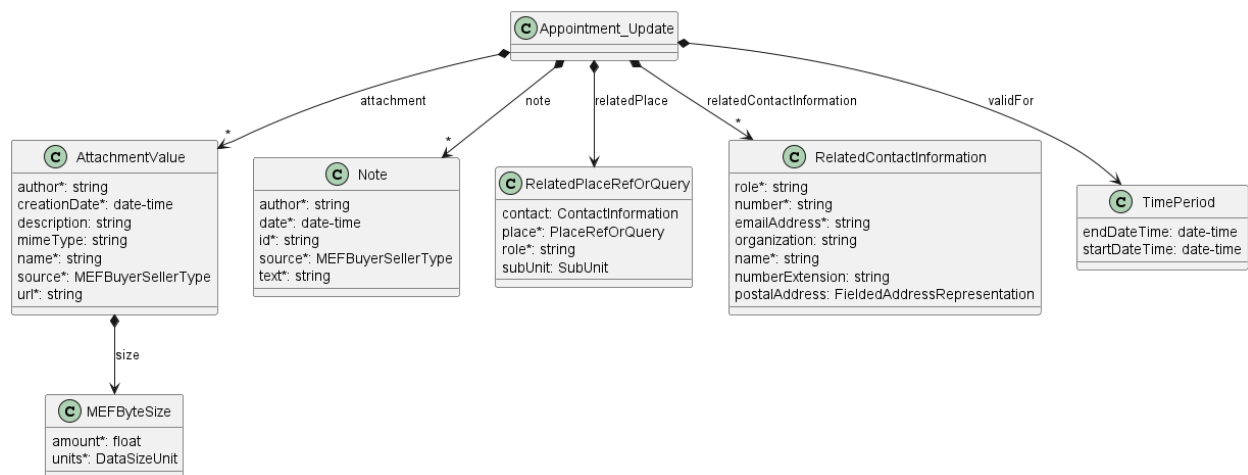 C Appointment_Update
attachment
note
relatedPlace
relatedContactInformation
validFor
*
*
*
C AttachmentValue
author*: string
creationDate*: date-time
description: string
mimeType: string
name*: string
source*: MEFBuyerSellerType
url*: string
C Note
author*: string
date*: date-time
id*: string
source*: MEFBuyerSellerType
text*: string
C RelatedPlaceRefOrQuery
contact: ContactInformation
place*: PlaceRefOrQuery
role*: string
subUnit: SubUnit
C RelatedContactInformation
role*: string
number*: string
emailAddress*: string
organization: string
name*: string
numberExtension: string
postalAddress: FieldedAddressRepresentation
C TimePeriod
endDateTime: date-time
startDateTime: date-time
size
C MEFByteSize
amount*: float
units*: DataSizeUnit